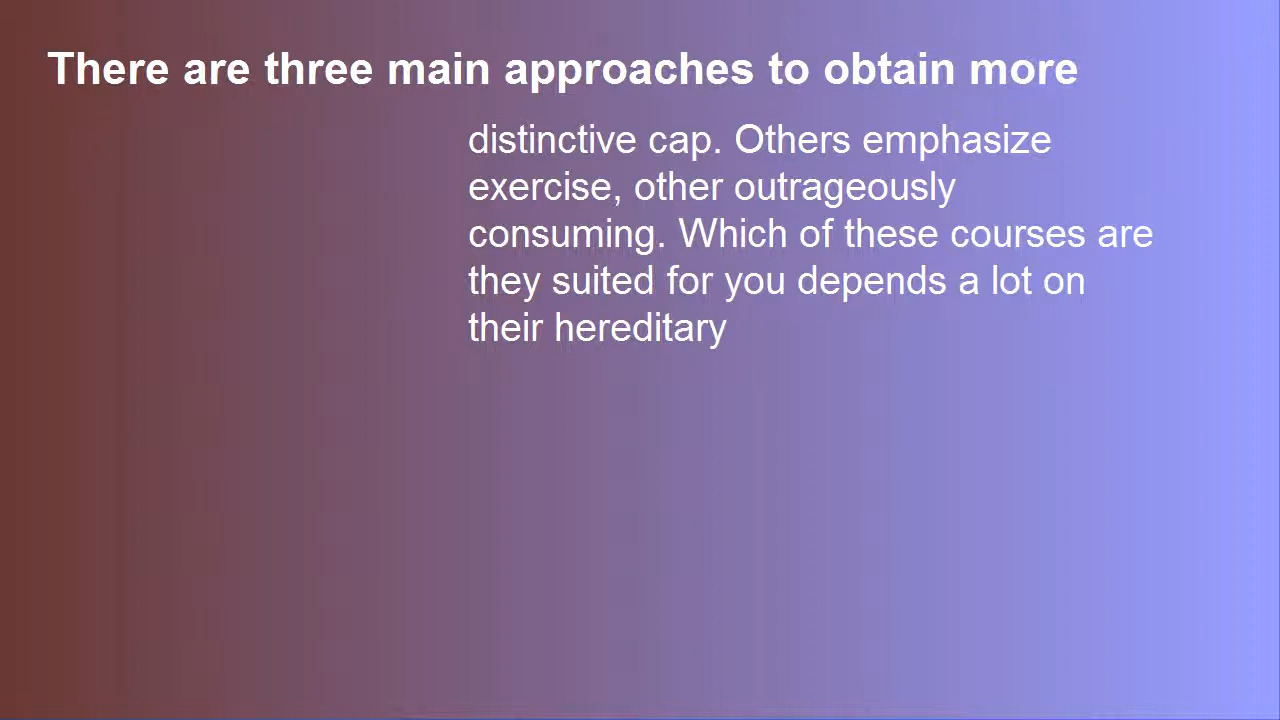 There are three main approaches to obtain more
distinctive cap. Others emphasize
exercise, other outrageously
consuming. Which of these courses are
they suited for you depends a lot on
their hereditary